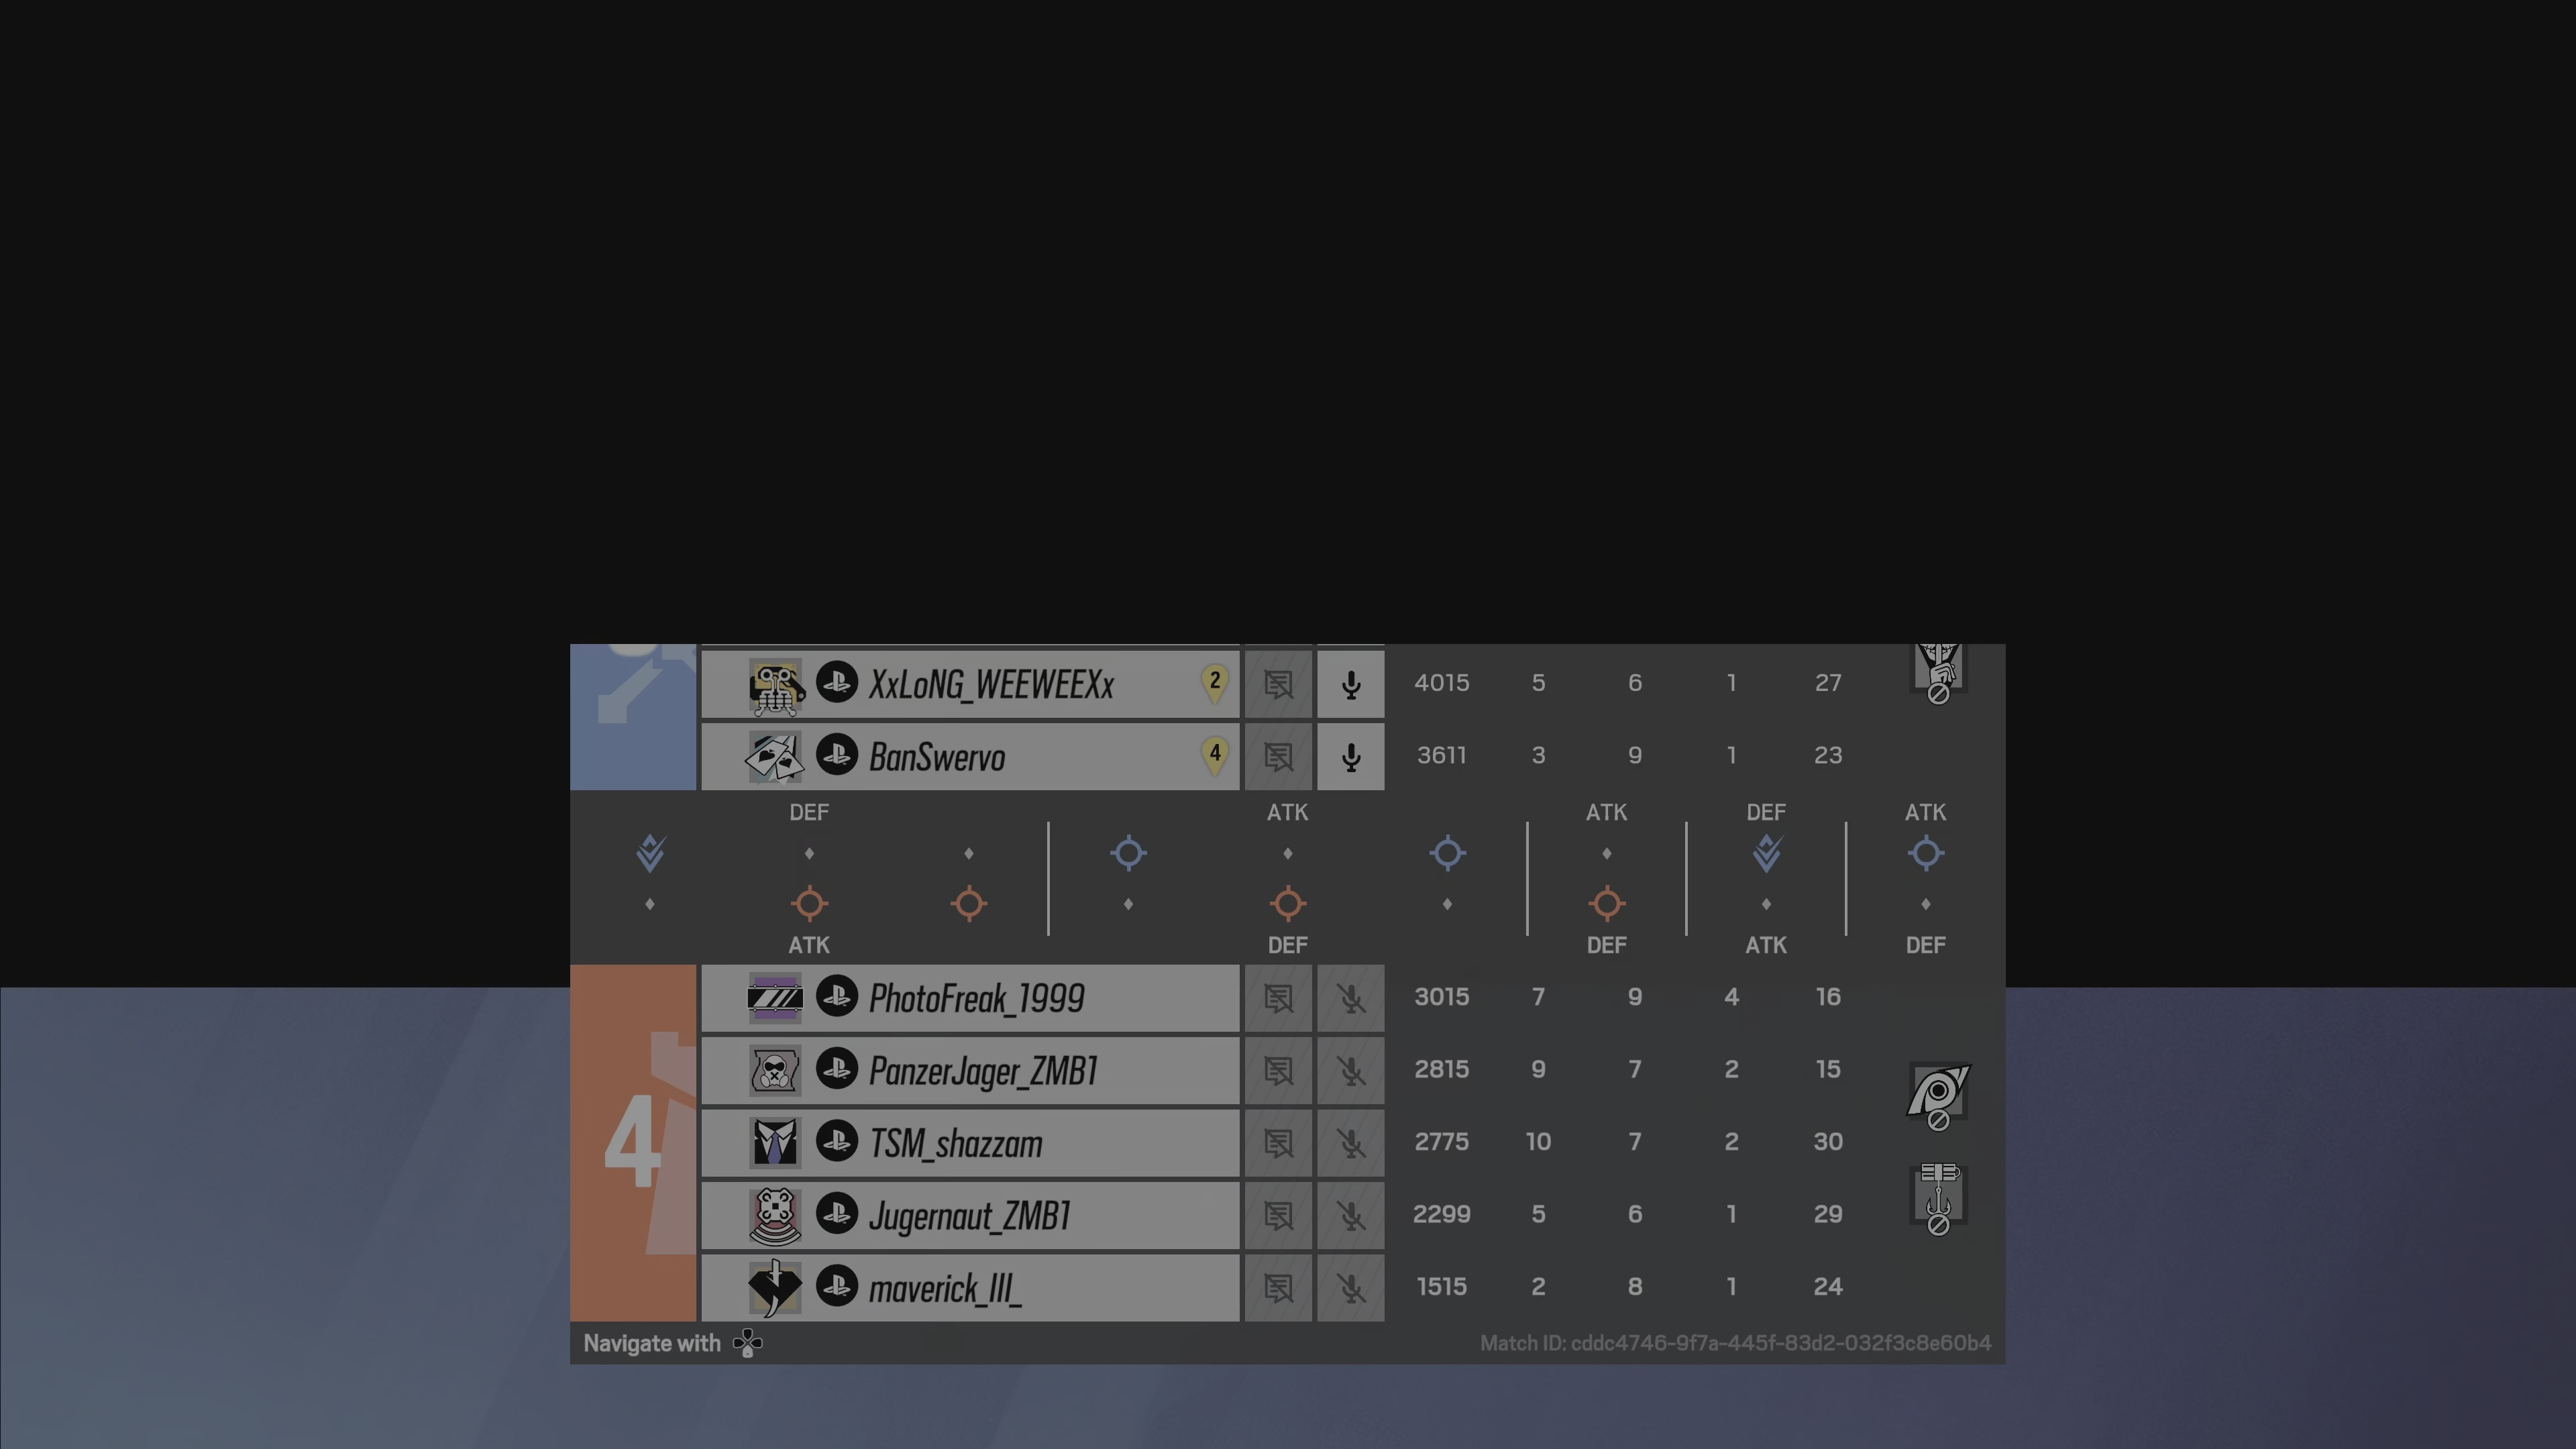 XxLoNG_WEEWEEXx 2 4015 5 6 1 27
BanSwervo 4 3611 3 9 1 23
DEF ATK ATK DEF ATK
ATK DEF DEF ATK DEF
4
PhotoFreak_1999 3015 7 9 4 16
PanzerJager_ZMB1 2815 9 7 2 15
TSM_shazzam 2775 10 7 2 30
Jugernaut_ZMB1 2299 5 6 1 29
maverick_III_ 1515 2 8 1 24
Navigate with Match ID: cddc4746-9f7a-445f-83d2-032f3c8e60b4